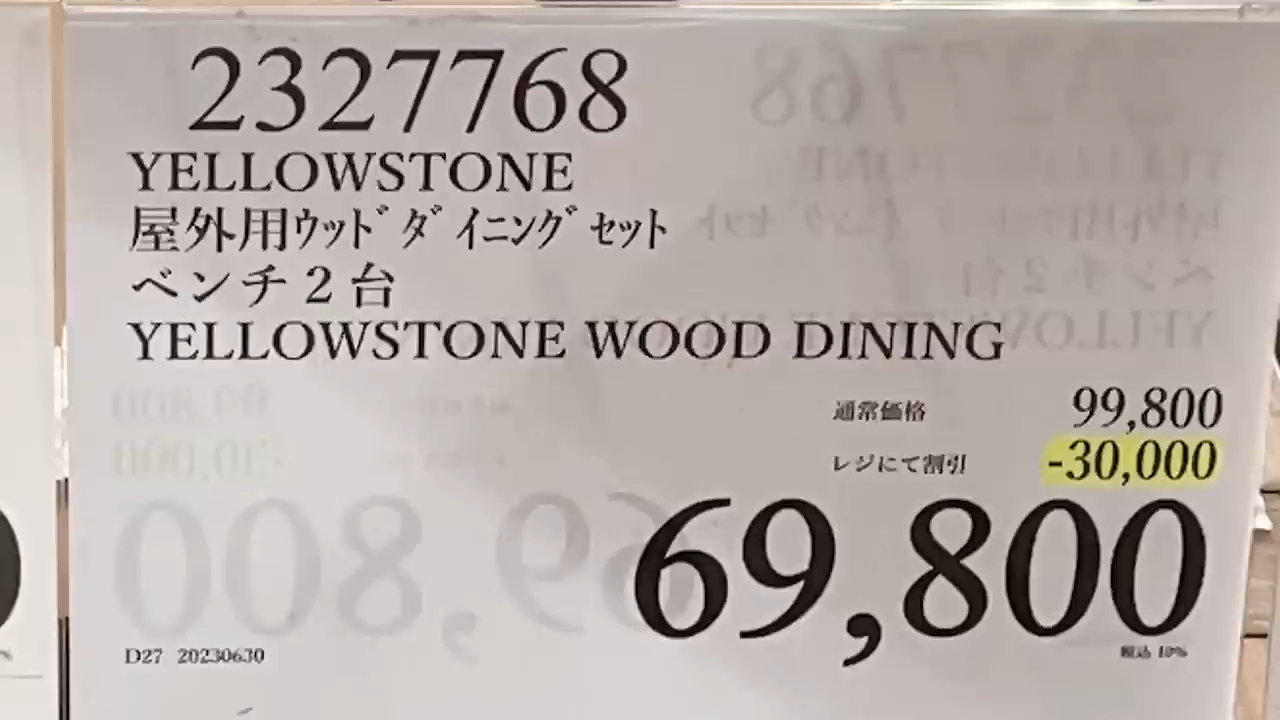 2327768
YELLOWSTONE
屋外用ｳｯﾄﾞﾀﾞｲﾆﾝｸﾞｾｯﾄ
ベンチ２台
YELLOWSTONE WOOD DINING
通常価格 99,800
レジにて割引 -30,000
69,800
D27 20230630 税込 10%